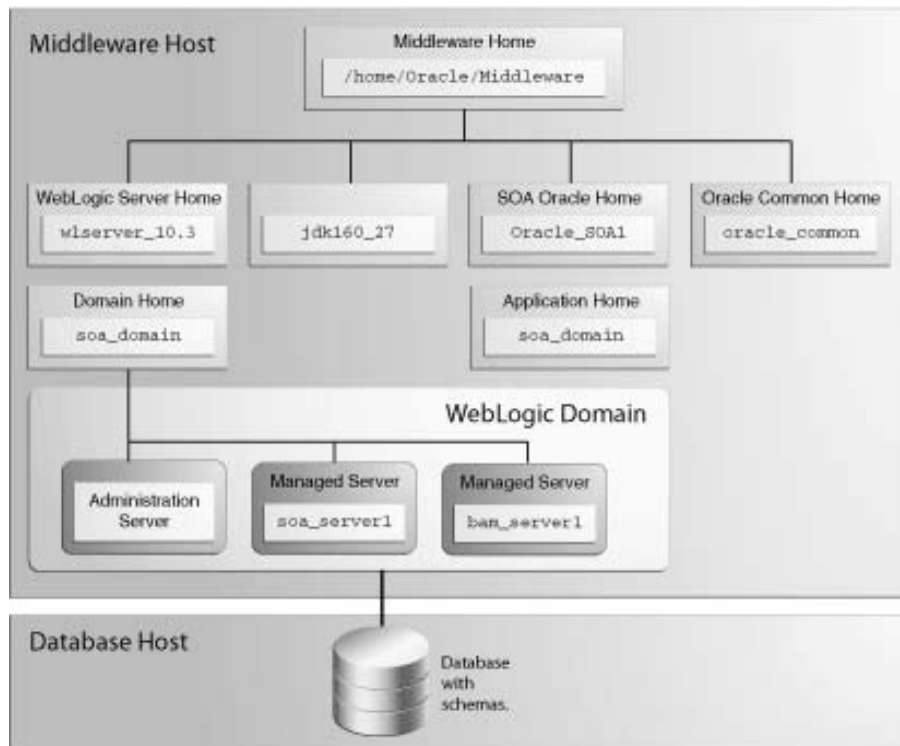 Middleware Host
Middleware Home
/home/Oracle/Middleware
WebLogic Server Home
wlserver_10.3
jdk160_27
SOA Oracle Home
Oracle_SOA1
Oracle Common Home
oracle_common
Domain Home
soa_domain
Application Home
soa_domain
WebLogic Domain
Administration
Server
Managed Server
soa_server1
Managed Server
bam_server1
Database Host
Database
with
schemas.